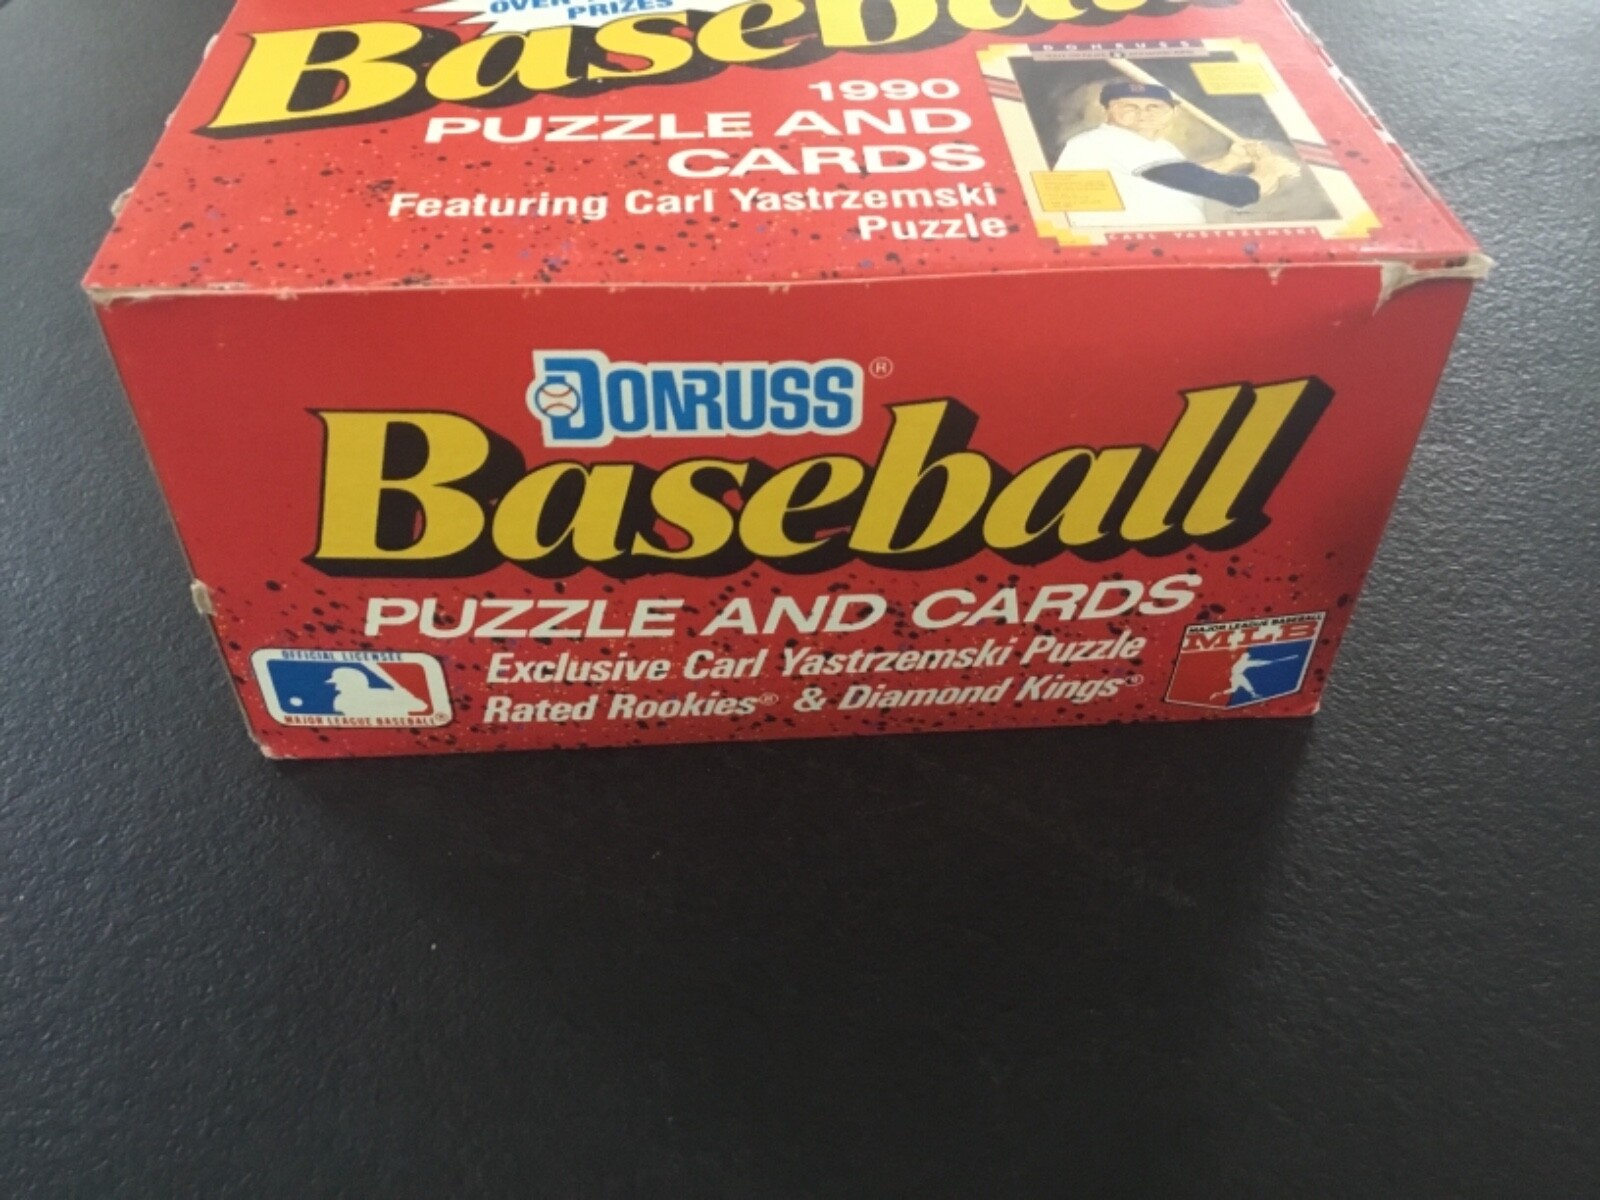 OVER
PRIZES
Baseball
1990
PUZZLE AND
CARDS
Featuring Carl Yastrzemski
Puzzle
DONRUSS
CARL YASTRZEMSKI
DONRUSS®
Baseball
PUZZLE AND CARDS
Exclusive Carl Yastrzemski Puzzle
Rated Rookies® & Diamond Kings®
OFFICIAL LICENSEE
MAJOR LEAGUE BASEBALL®
MAJOR LEAGUE BASEBALL
MLB